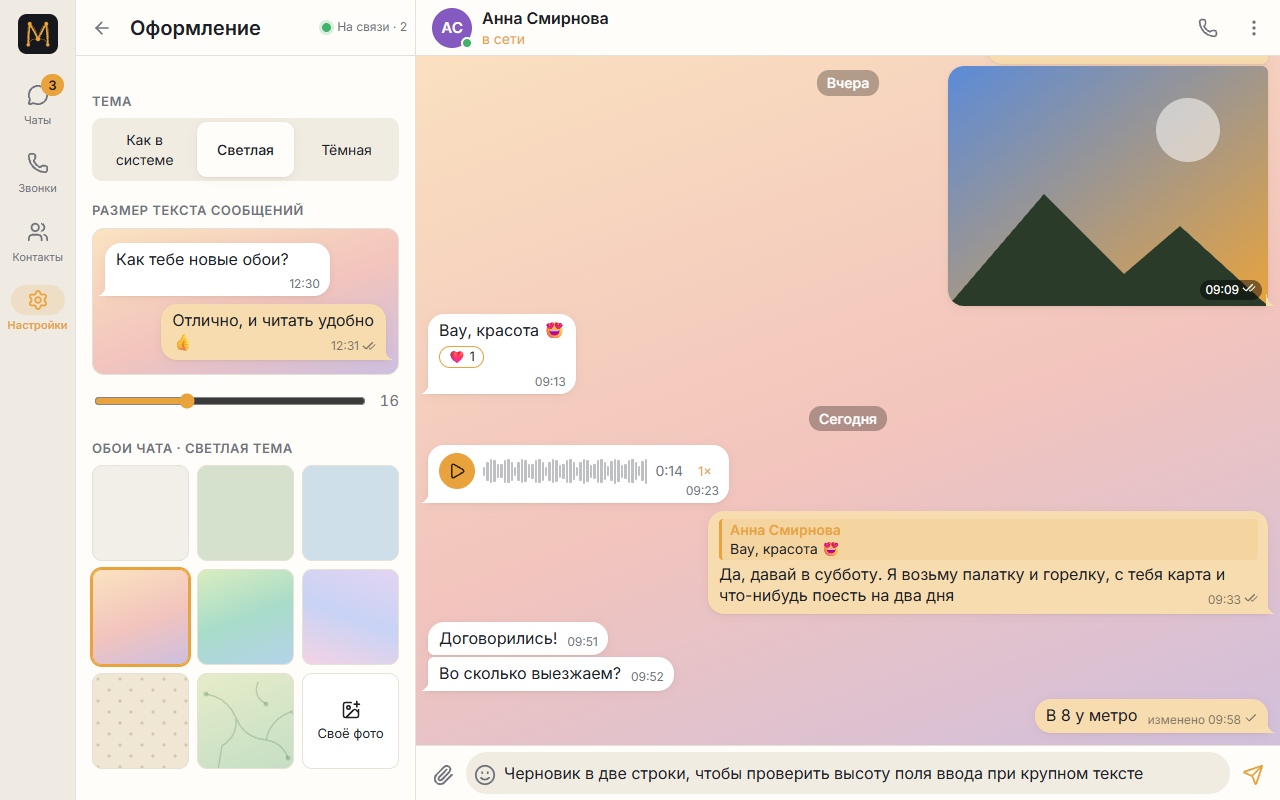 M
3
Чаты
Звонки
Контакты
Настройки
Оформление
На связи · 2
ТЕМА
Как в
системе
Светлая
Тёмная
РАЗМЕР ТЕКСТА СООБЩЕНИЙ
Как тебе новые обои?
12:30
Отлично, и читать удобно
👍
12:31
16
ОБОИ ЧАТА · СВЕТЛАЯ ТЕМА
Своё фото
АС
Анна Смирнова
в сети
Вчера
09:09
Вау, красота 😍
❤️ 1
09:13
Сегодня
0:14 1×
09:23
Анна Смирнова
Вау, красота 😍
Да, давай в субботу. Я возьму палатку и горелку, с тебя карта и
что-нибудь поесть на два дня
09:33
Договорились! 09:51
Во сколько выезжаем? 09:52
В 8 у метро изменено 09:58
Черновик в две строки, чтобы проверить высоту поля ввода при крупном тексте